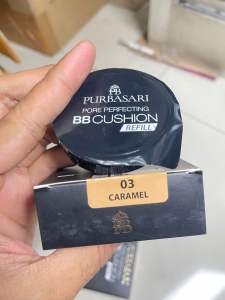 PURBASARI
PORE PERFECTING
BB CUSHION
REFILL
03
CARAMEL